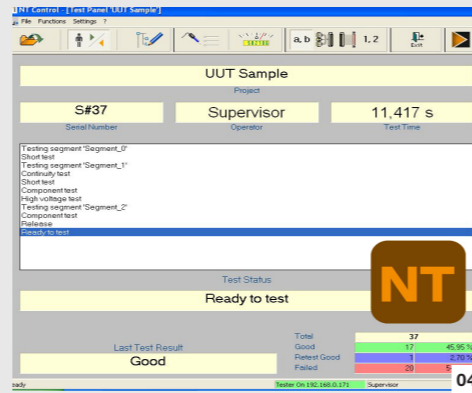 NT Control - [Test Panel 'UUT Sample']
File Functions Settings ?
a, b 1, 2 Exit
UUT Sample
Project
S#37 Supervisor 11,417 s
Serial Number Operator Test Time
Testing segment 'Segment_0'
Short test
Testing segment 'Segment_1'
Continuity test
Short test
Component test
High voltage test
Testing segment 'Segment_2'
Component test
Release
Ready to test
NT
Test Status
Ready to test
Total 37
Last Test Result Good 17 45,95 %
Good Retest Good 1 2,70 %
Failed 20
04
Tester On 192.168.0.171 Supervisor